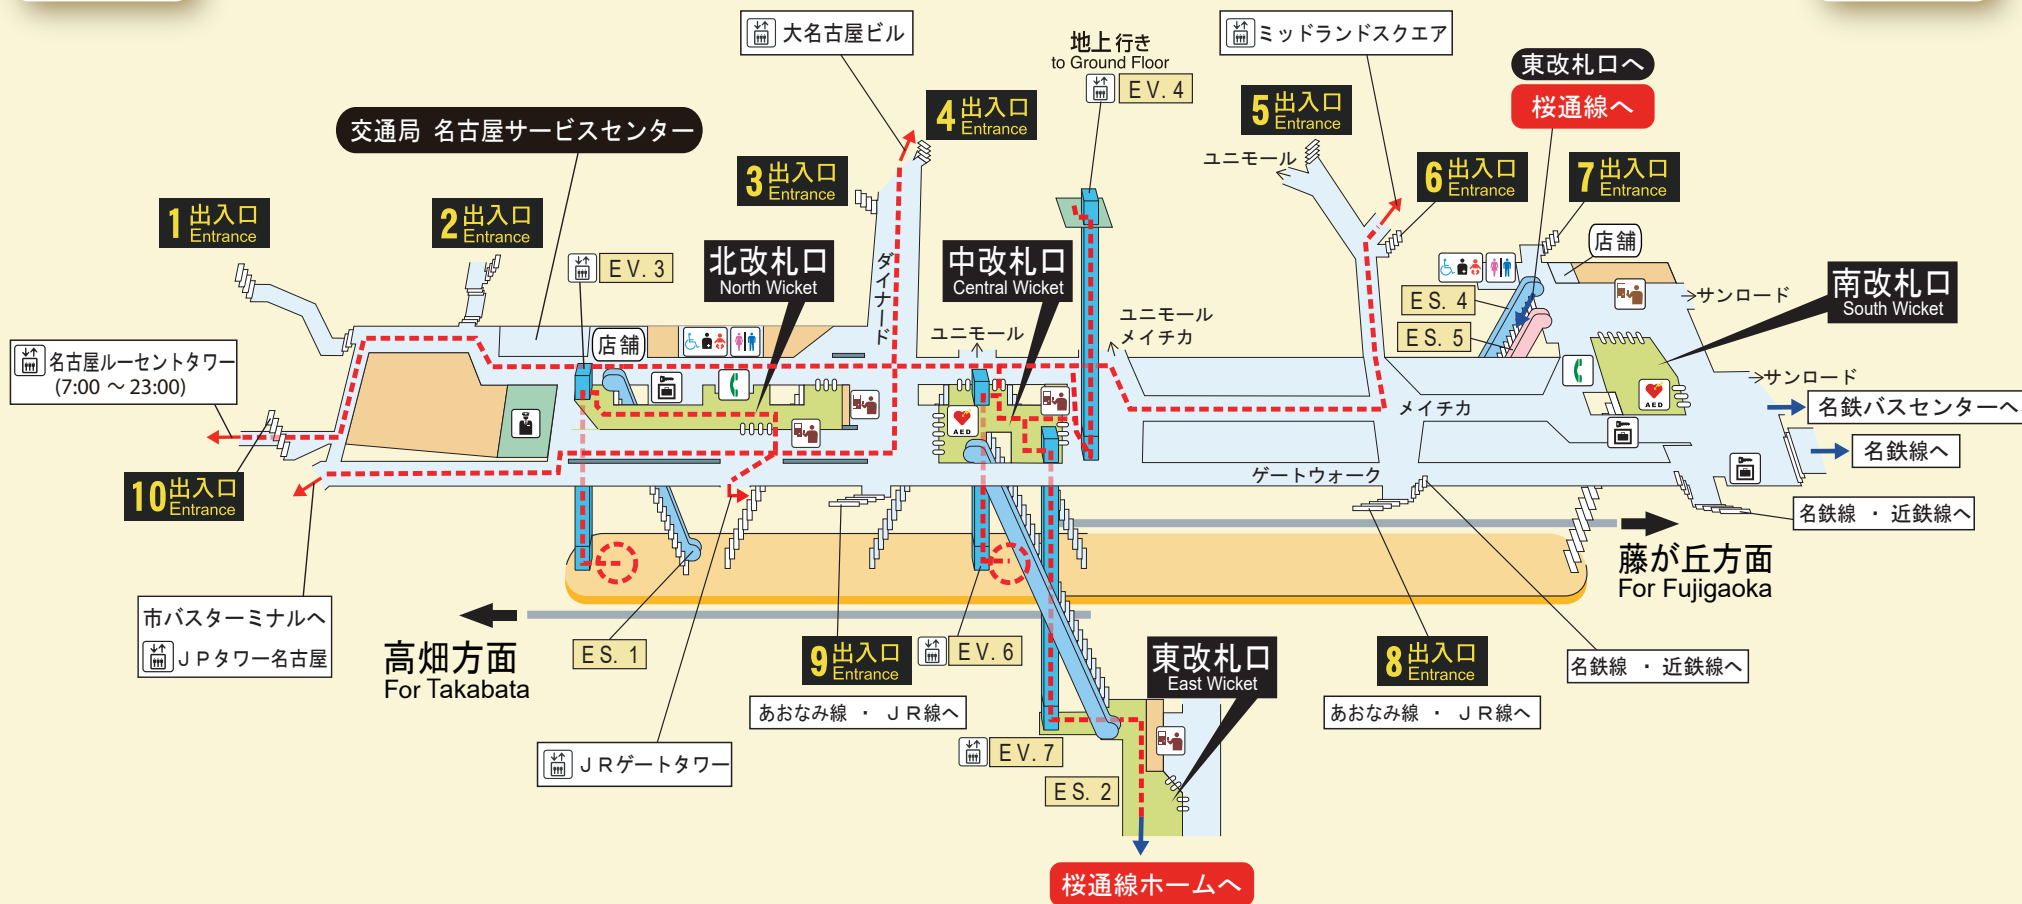 大名古屋ビル
地上行き
to Ground Floor
EV.4
ミッドランドスクエア
東改札口へ
桜通線へ
交通局 名古屋サービスセンター
4 出入口
Entrance
5 出入口
Entrance
ユニモール
3 出入口
Entrance
6 出入口
Entrance
7 出入口
Entrance
1 出入口
Entrance
2 出入口
Entrance
店舗
EV.3
北改札口
North Wicket
ダイナード
中改札口
Central Wicket
ES.4
ES.5
サンロード
南改札口
South Wicket
ユニモール
ユニモール
メイチカ
店舗
名古屋ルーセントタワー
(7:00 ～ 23:00)
サンロード
AED
AED
メイチカ
名鉄バスセンターへ
名鉄線へ
ゲートウォーク
10 出入口
Entrance
名鉄線 ・ 近鉄線へ
藤が丘方面
For Fujigaoka
市バスターミナルへ
JPタワー名古屋
高畑方面
For Takabata
ES.1
9 出入口
Entrance
EV.6
東改札口
East Wicket
8 出入口
Entrance
名鉄線 ・ 近鉄線へ
あおなみ線 ・ JR線へ
あおなみ線 ・ JR線へ
JRゲートタワー
EV.7
ES.2
桜通線ホームへ